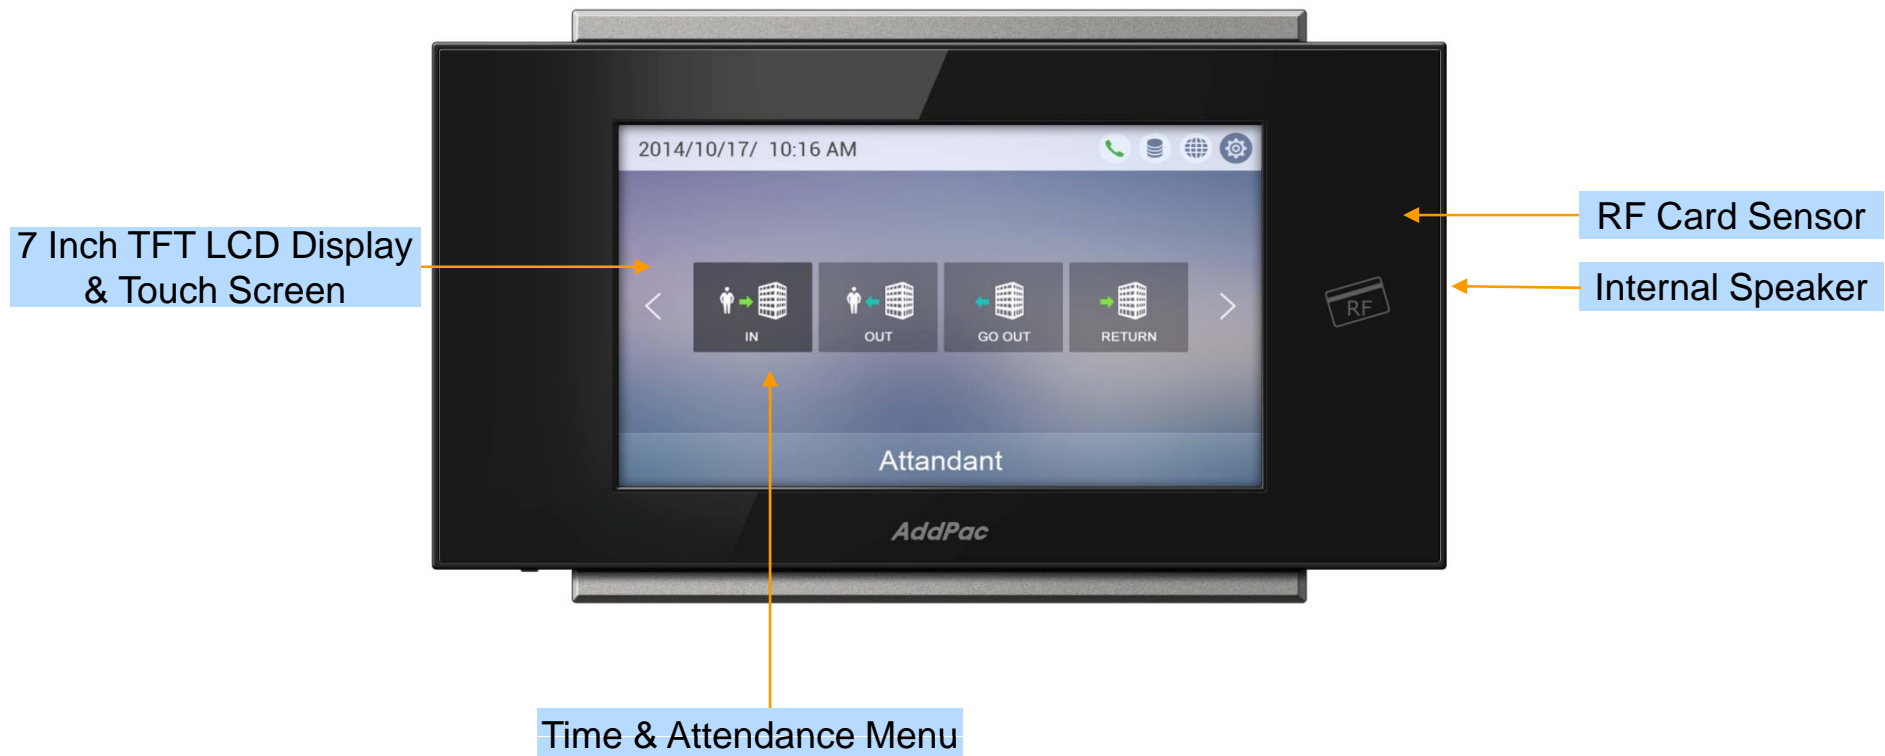 2014/10/17/ 10:16 AM
7 Inch TFT LCD Display
& Touch Screen
RF Card Sensor
Internal Speaker
RF
IN
OUT
GO OUT
RETURN
Attandant
AddPac
Time & Attendance Menu